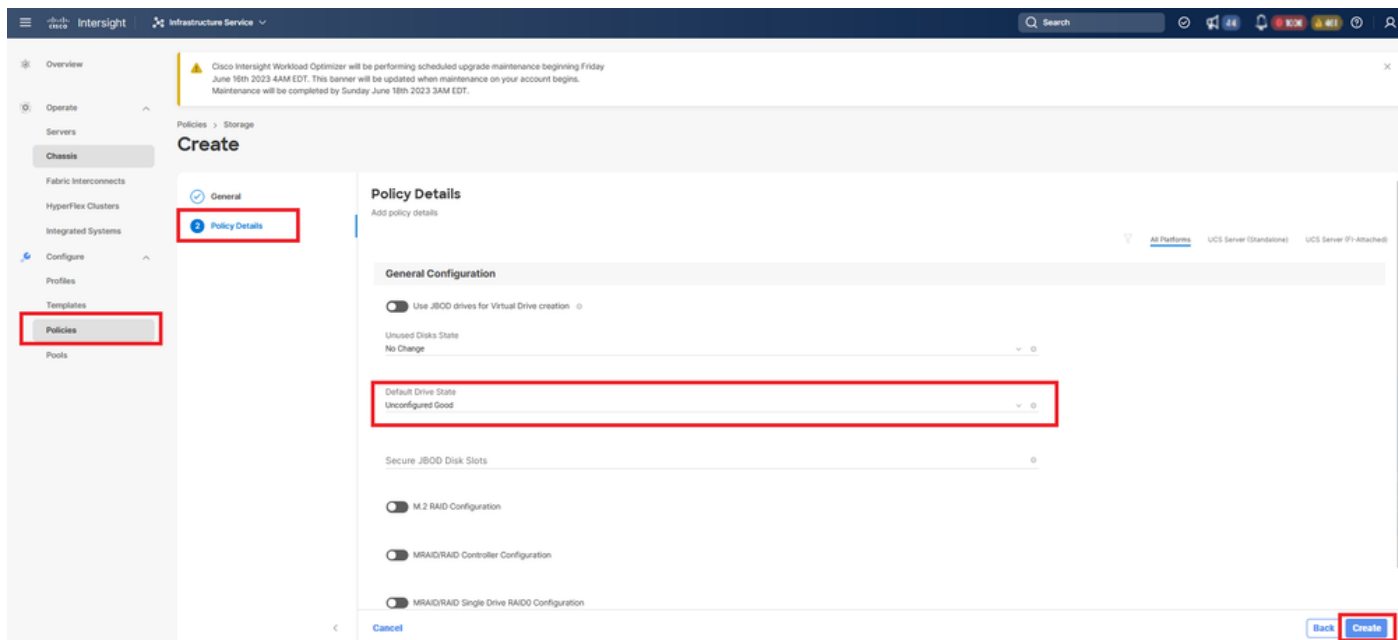 cisco Intersight
Infrastructure Service
Search
Overview
Operate
Servers
Chassis
Fabric Interconnects
HyperFlex Clusters
Integrated Systems
Configure
Profiles
Templates
Policies
Pools
Cisco Intersight Workload Optimizer will be performing scheduled upgrade maintenance beginning Friday
June 16th 2023 4AM EDT. This banner will be updated when maintenance on your account begins.
Maintenance will be completed by Sunday June 18th 2023 3AM EDT.
Policies > Storage
Create
General
2 Policy Details
Policy Details
Add policy details
All Platforms UCS Server (Standalone) UCS Server (FI-Attached)
General Configuration
Use JBOD drives for Virtual Drive creation
Unused Disks State
No Change
Default Drive State
Unconfigured Good
Secure JBOD Disk Slots
M.2 RAID Configuration
MRAID/RAID Controller Configuration
MRAID/RAID Single Drive RAID0 Configuration
Cancel
Back Create